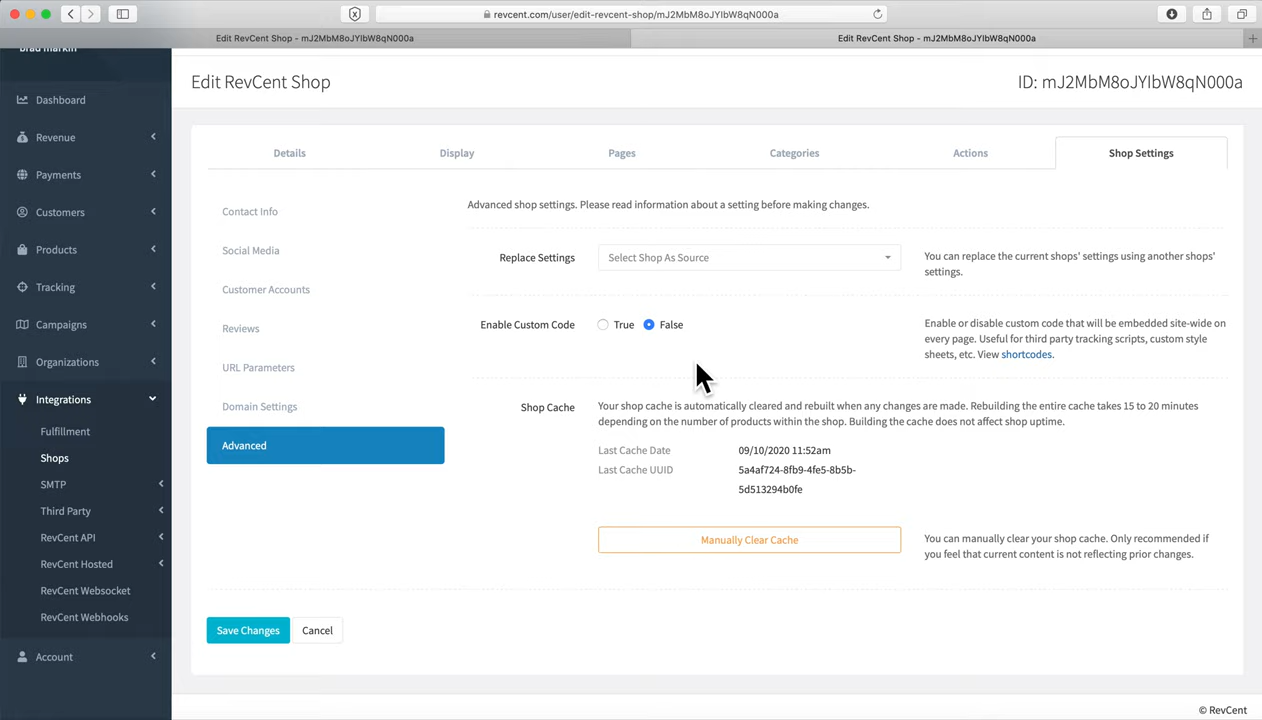 revcent.com/user/edit-revcent-shop/mJ2MbM8oJYIbW8qN000a
Edit RevCent Shop - mJ2MbM8oJYIbW8qN000a
Edit RevCent Shop - mJ2MbM8oJYIbW8qN000a
brad markin
Dashboard
Revenue
Payments
Customers
Products
Tracking
Campaigns
Organizations
Integrations
Fulfillment
Shops
SMTP
Third Party
RevCent API
RevCent Hosted
RevCent Websocket
RevCent Webhooks
Account
Edit RevCent Shop
ID: mJ2MbM8oJYIbW8qN000a
Details
Display
Pages
Categories
Actions
Shop Settings
Contact Info
Social Media
Customer Accounts
Reviews
URL Parameters
Domain Settings
Advanced
Advanced shop settings. Please read information about a setting before making changes.
Replace Settings
Select Shop As Source
You can replace the current shops' settings using another shops'
settings.
Enable Custom Code
True
False
Enable or disable custom code that will be embedded site-wide on
every page. Useful for third party tracking scripts, custom style
sheets, etc. View shortcodes.
Shop Cache
Your shop cache is automatically cleared and rebuilt when any changes are made. Rebuilding the entire cache takes 15 to 20 minutes
depending on the number of products within the shop. Building the cache does not affect shop uptime.
Last Cache Date
09/10/2020 11:52am
Last Cache UUID
5a4af724-8fb9-4fe5-8b5b-
5d513294b0fe
Manually Clear Cache
You can manually clear your shop cache. Only recommended if
you feel that current content is not reflecting prior changes.
Save Changes
Cancel
© RevCent